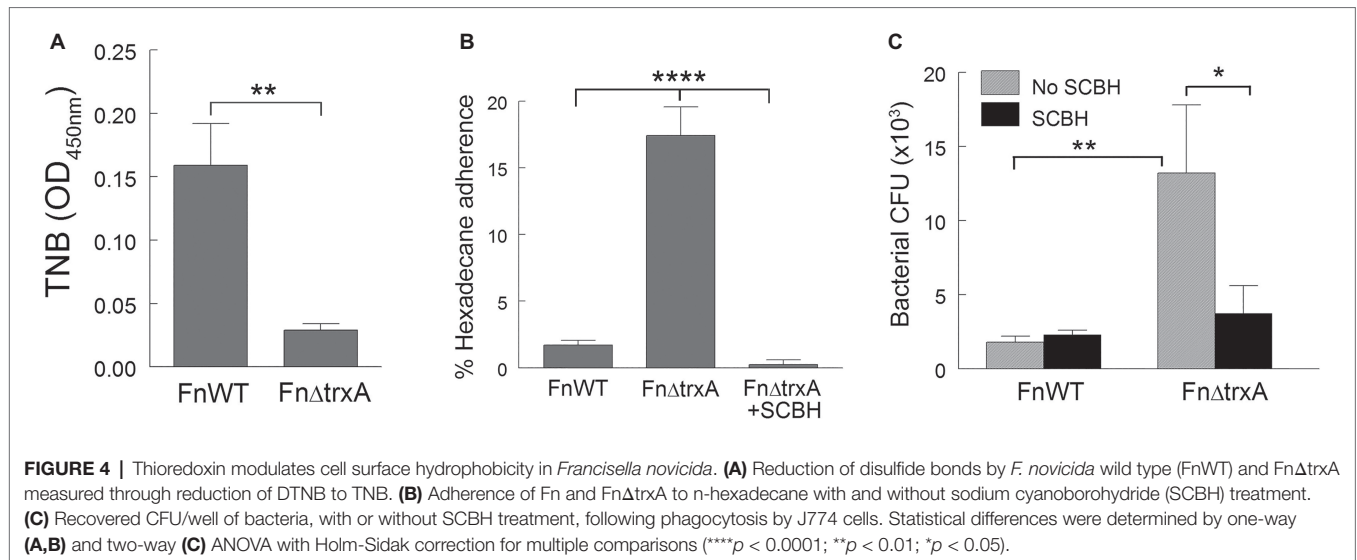 A
0.25
0.20
0.15
0.10
0.05
0.00
TNB (OD450nm)
**
FnWT
FnΔtrxA
B
20
15
10
5
0
% Hexadecane adherence
****
FnWT
FnΔtrxA
FnΔtrxA
+SCBH
C
20
15
10
5
0
Bacterial CFU (x10³)
No SCBH
SCBH
*
**
FnWT
FnΔtrxA
FIGURE 4 | Thioredoxin modulates cell surface hydrophobicity in Francisella novicida. (A) Reduction of disulfide bonds by F. novicida wild type (FnWT) and FnΔtrxA
measured through reduction of DTNB to TNB. (B) Adherence of Fn and FnΔtrxA to n-hexadecane with and without sodium cyanoborohydride (SCBH) treatment.
(C) Recovered CFU/well of bacteria, with or without SCBH treatment, following phagocytosis by J774 cells. Statistical differences were determined by one-way
(A,B) and two-way (C) ANOVA with Holm-Sidak correction for multiple comparisons (****p < 0.0001; **p < 0.01; *p < 0.05).